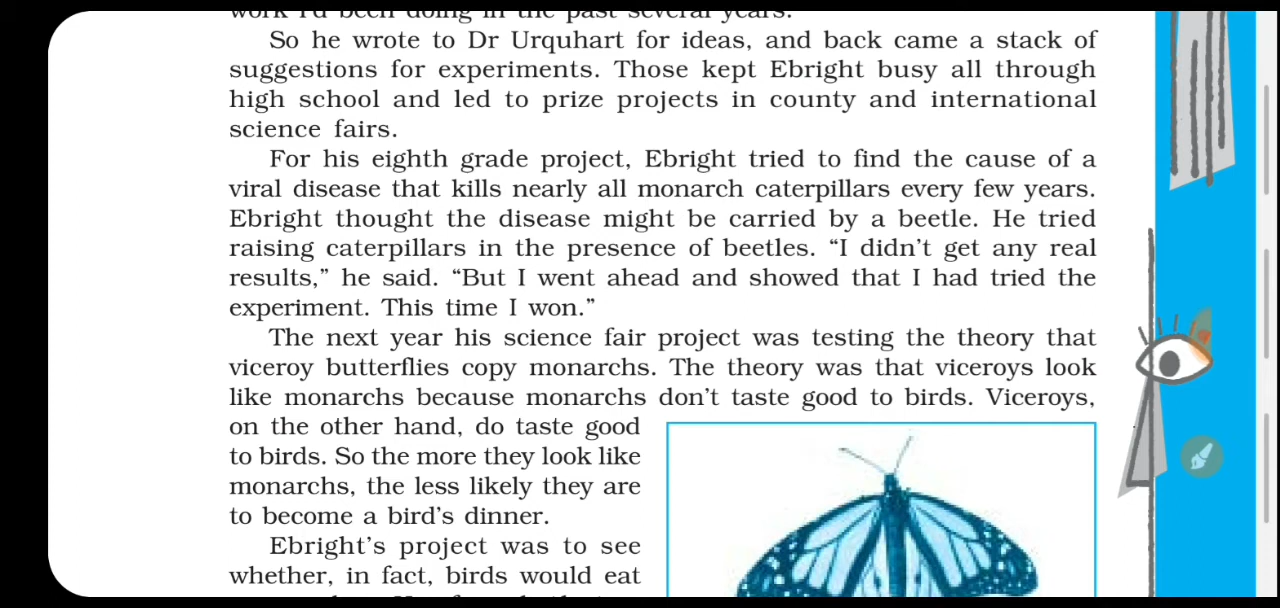 work I'd been doing in the past several years.
So he wrote to Dr Urquhart for ideas, and back came a stack of
suggestions for experiments. Those kept Ebright busy all through
high school and led to prize projects in county and international
science fairs.
For his eighth grade project, Ebright tried to find the cause of a
viral disease that kills nearly all monarch caterpillars every few years.
Ebright thought the disease might be carried by a beetle. He tried
raising caterpillars in the presence of beetles. “I didn’t get any real
results,” he said. “But I went ahead and showed that I had tried the
experiment. This time I won.”
The next year his science fair project was testing the theory that
viceroy butterflies copy monarchs. The theory was that viceroys look
like monarchs because monarchs don’t taste good to birds. Viceroys,
on the other hand, do taste good
to birds. So the more they look like
monarchs, the less likely they are
to become a bird’s dinner.
Ebright’s project was to see
whether, in fact, birds would eat